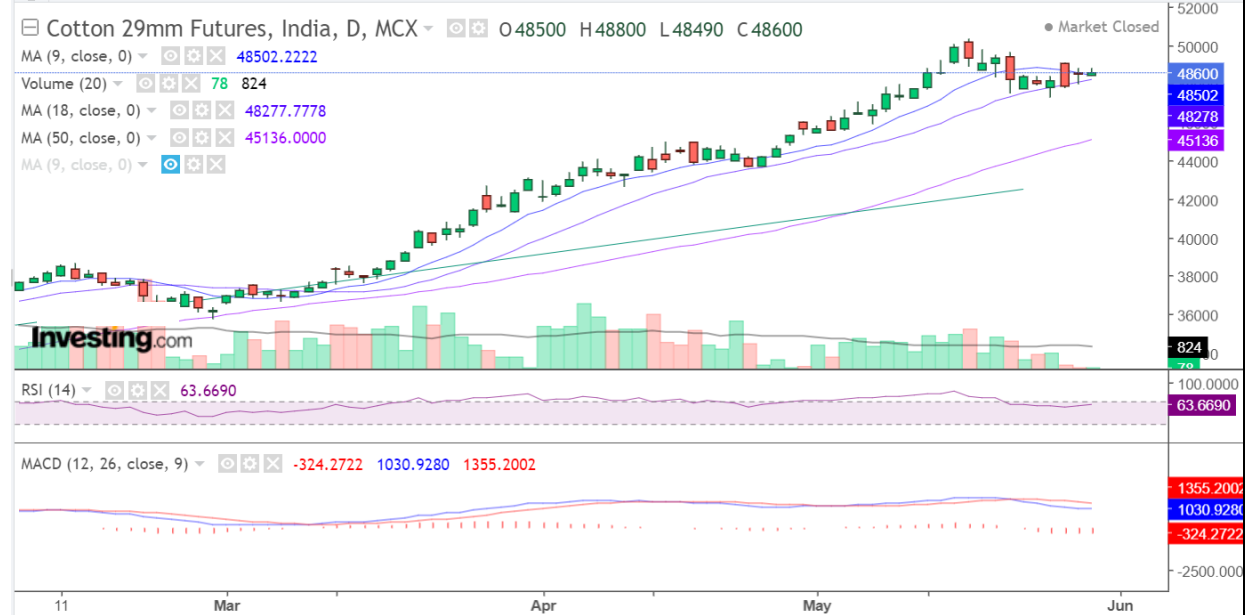 Cotton 29mm Futures, India, D, MCX O48500 H48800 L48490 C48600
Market Closed
MA (9, close, 0) 48502.2222
Volume (20) 78 824
MA (18, close, 0) 48277.7778
MA (50, close, 0) 45136.0000
MA (9, close, 0)
52000
50000
48600
48502
48278
45136
44000
42000
40000
38000
36000
824
78
Investing.com
RSI (14) 63.6690
100.0000
63.6690
MACD (12, 26, close, 9) -324.2722 1030.9280 1355.2002
1355.2002
1030.9280
-324.2722
-2500.000
11 Mar Apr May Jun